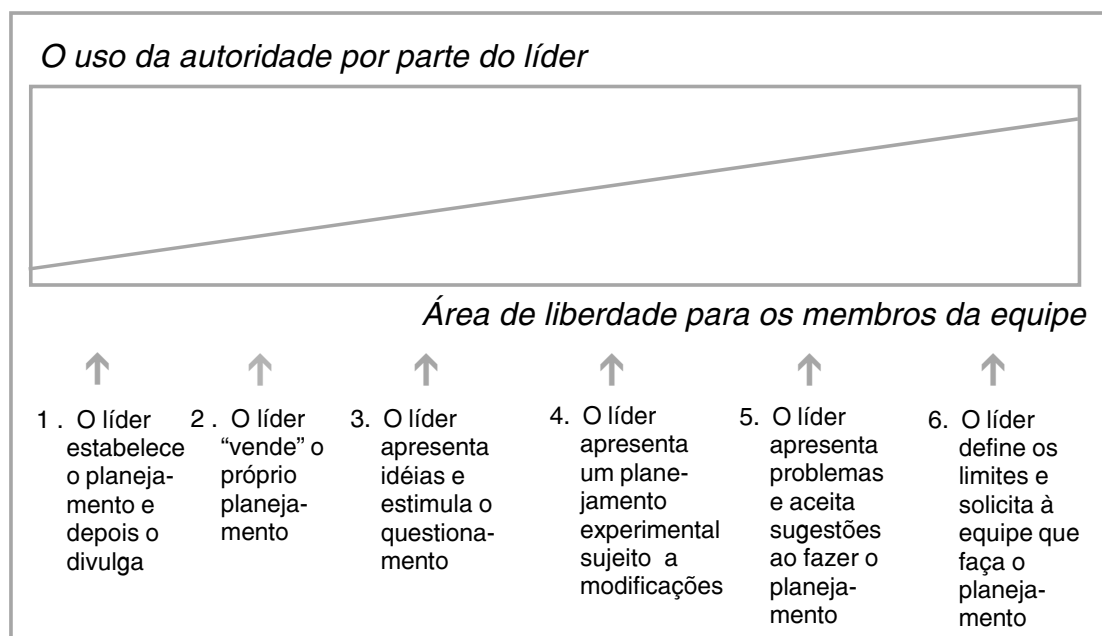 O uso da autoridade por parte do líder
Área de liberdade para os membros da equipe
1 . O líder
estabelece
o planeja-
mento e
depois o
divulga
2 . O líder
“vende” o
próprio
planeja-
mento
3. O líder
apresenta
idéias e
estimula o
questiona-
mento
4. O líder
apresenta
um plane-
jamento
experimental
sujeito a
modificações
5. O líder
apresenta
problemas
e aceita
sugestões
ao fazer o
planeja-
mento
6. O líder
define os
limites e
solicita à
equipe que
faça o
planeja-
mento